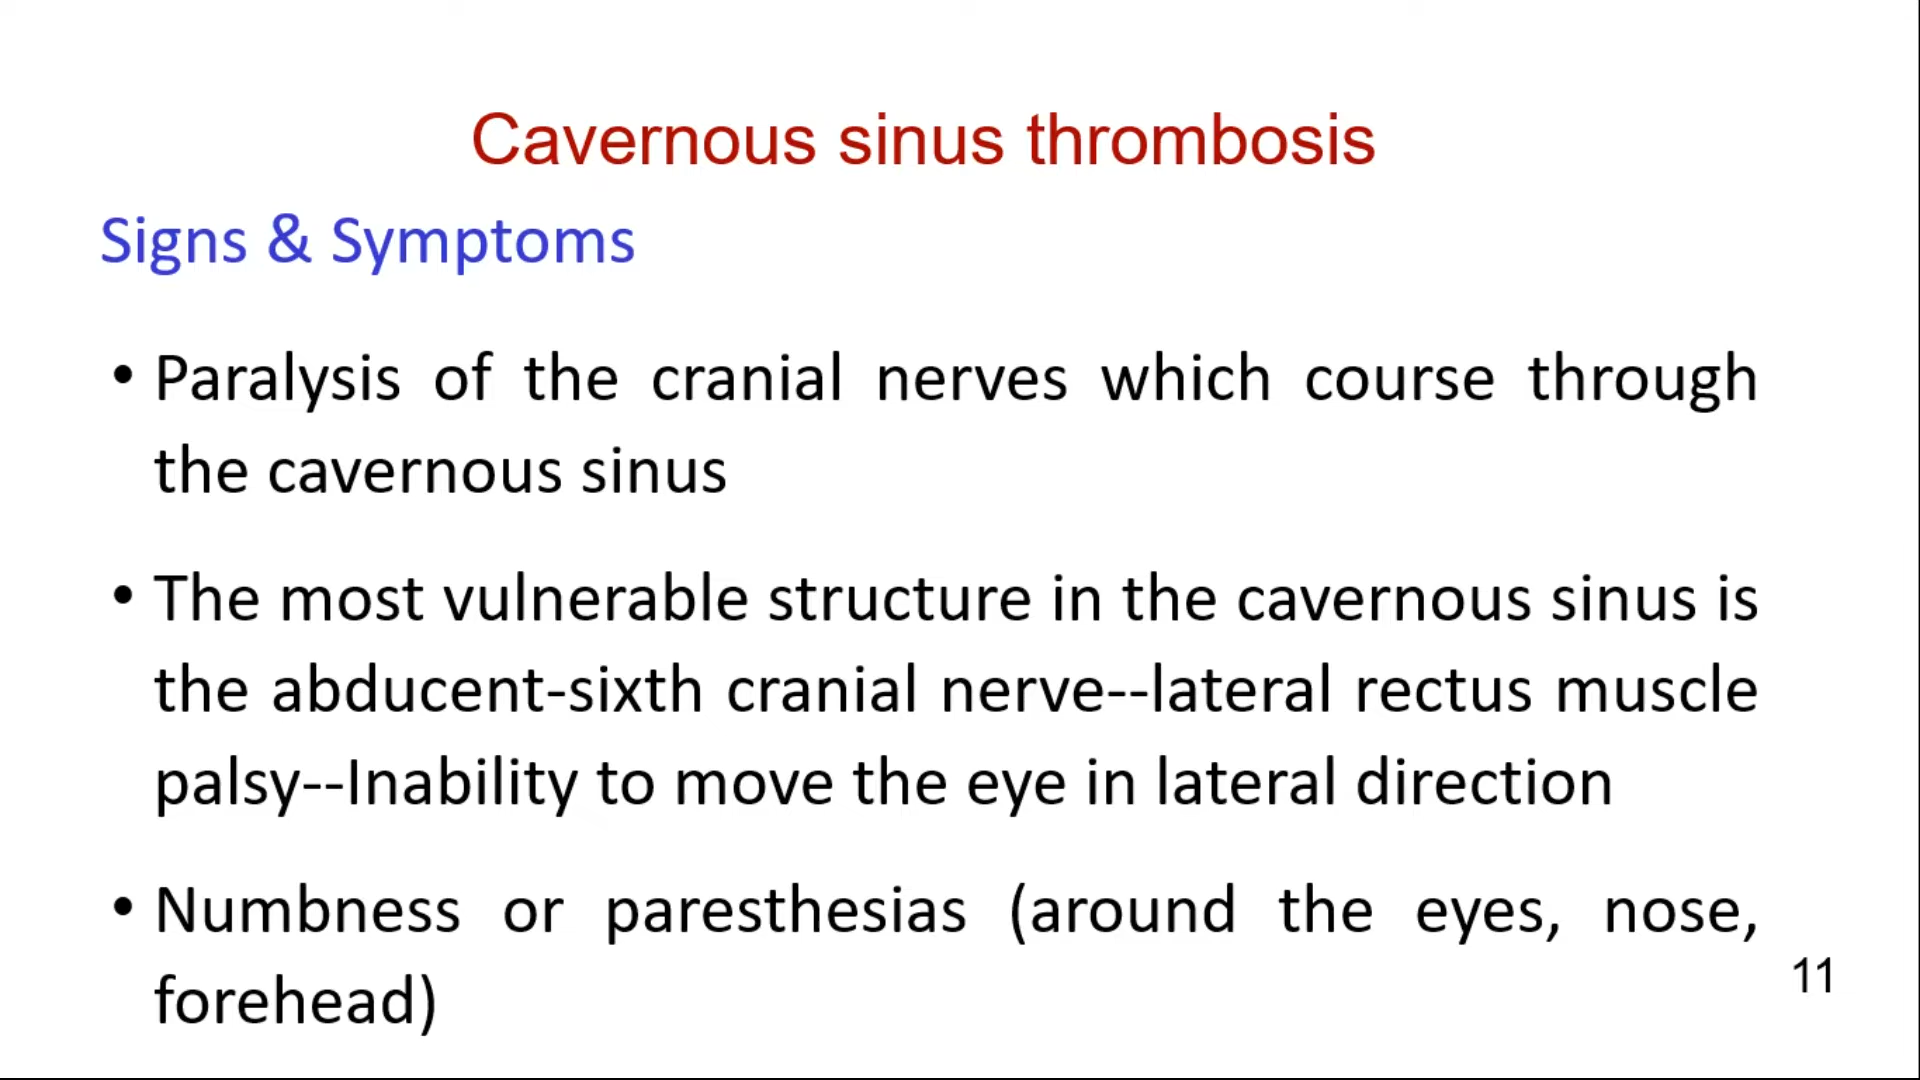 Cavernous sinus thrombosis
Signs & Symptoms
• Paralysis of the cranial nerves which course through
the cavernous sinus
• The most vulnerable structure in the cavernous sinus is
the abducent-sixth cranial nerve--lateral rectus muscle
palsy--Inability to move the eye in lateral direction
• Numbness or paresthesias (around the eyes, nose,
forehead)
11